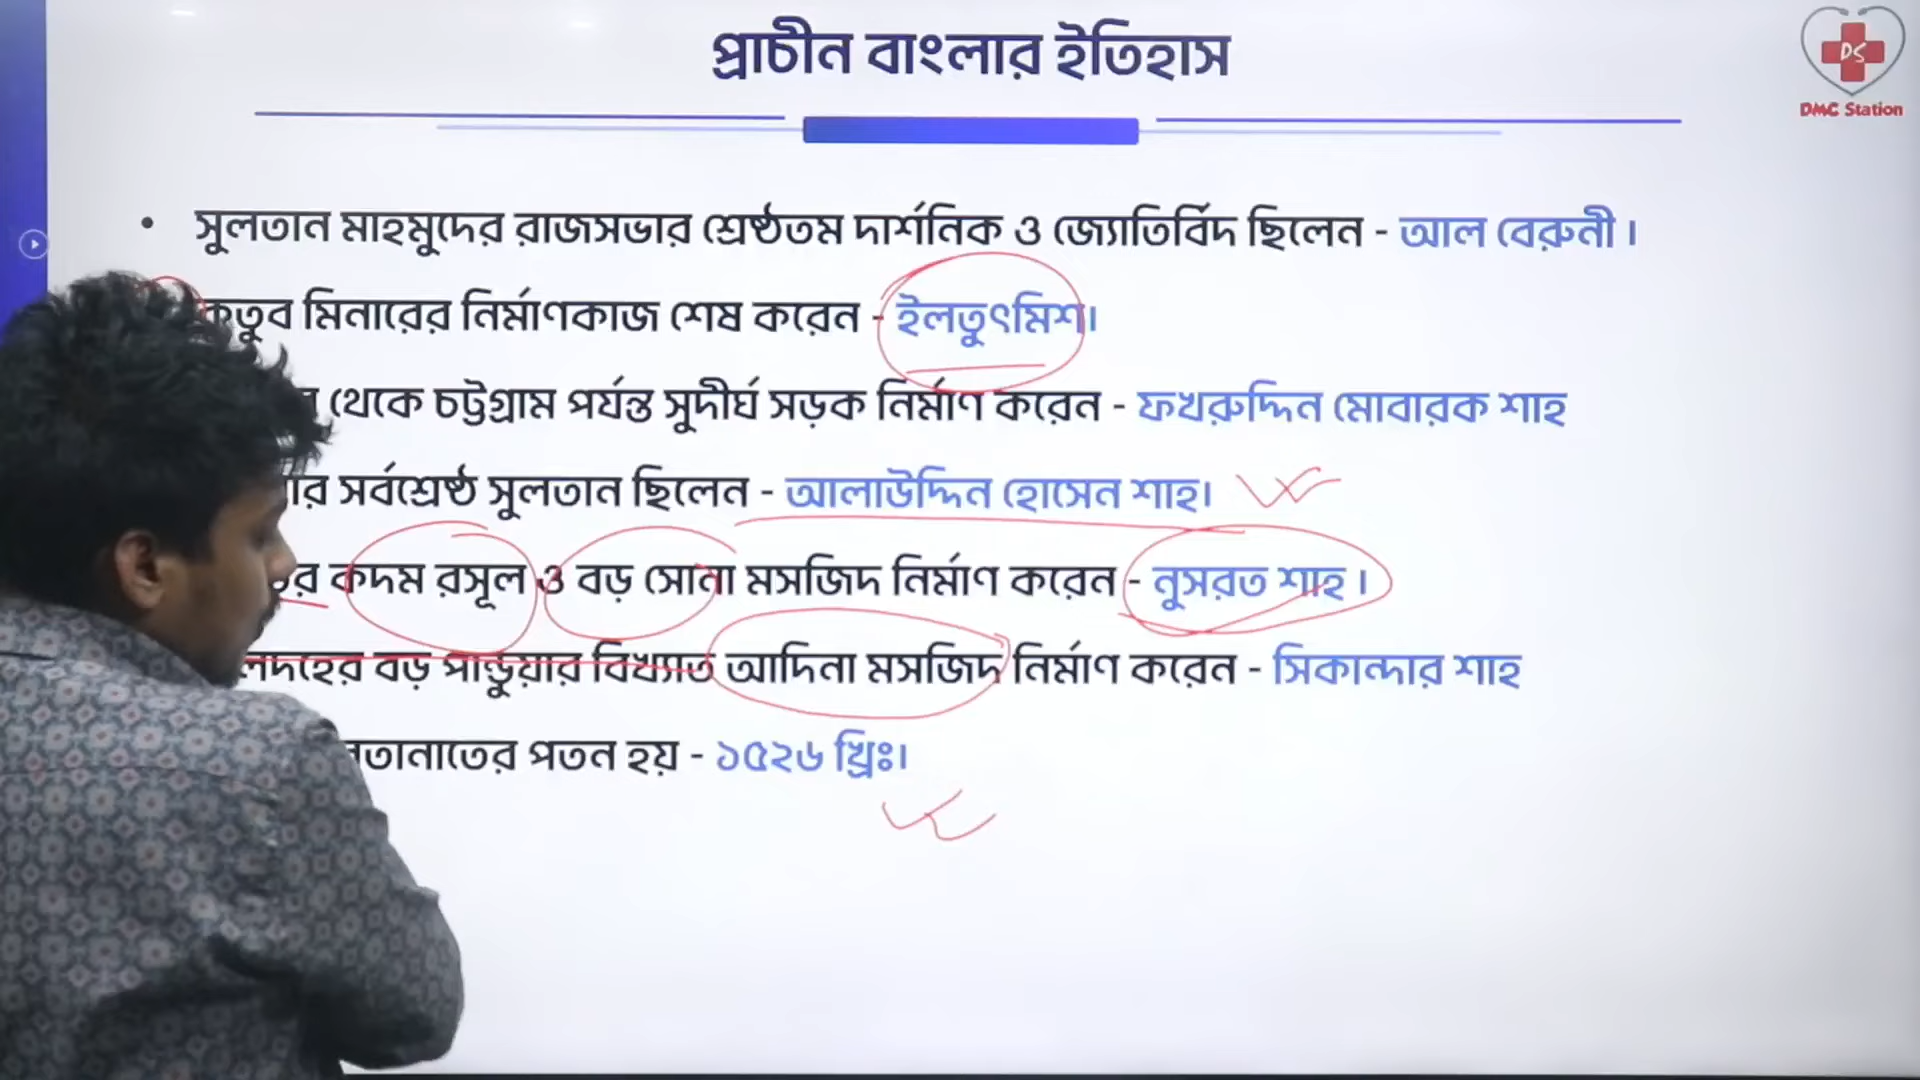 প্রাচীন বাংলার ইতিহাস
DS
DMC Station
• সুলতান মাহমুদের রাজসভার শ্রেষ্ঠতম দার্শনিক ও জ্যোতির্বিদ ছিলেন - আল বেরুনী।
কুতুব মিনারের নির্মাণকাজ শেষ করেন - ইলতুৎমিশ।
থেকে চট্টগ্রাম পর্যন্ত সুদীর্ঘ সড়ক নির্মাণ করেন - ফখরুদ্দিন মোবারক শাহ
সর্বশ্রেষ্ঠ সুলতান ছিলেন - আলাউদ্দিন হোসেন শাহ।
কদম রসূল ও বড় সোনা মসজিদ নির্মাণ করেন - নুসরত শাহ।
বড় পান্ডুয়ার বিখ্যাত আদিনা মসজিদ নির্মাণ করেন - সিকান্দার শাহ
পতন হয় - ১৫২৬ খ্রিঃ।